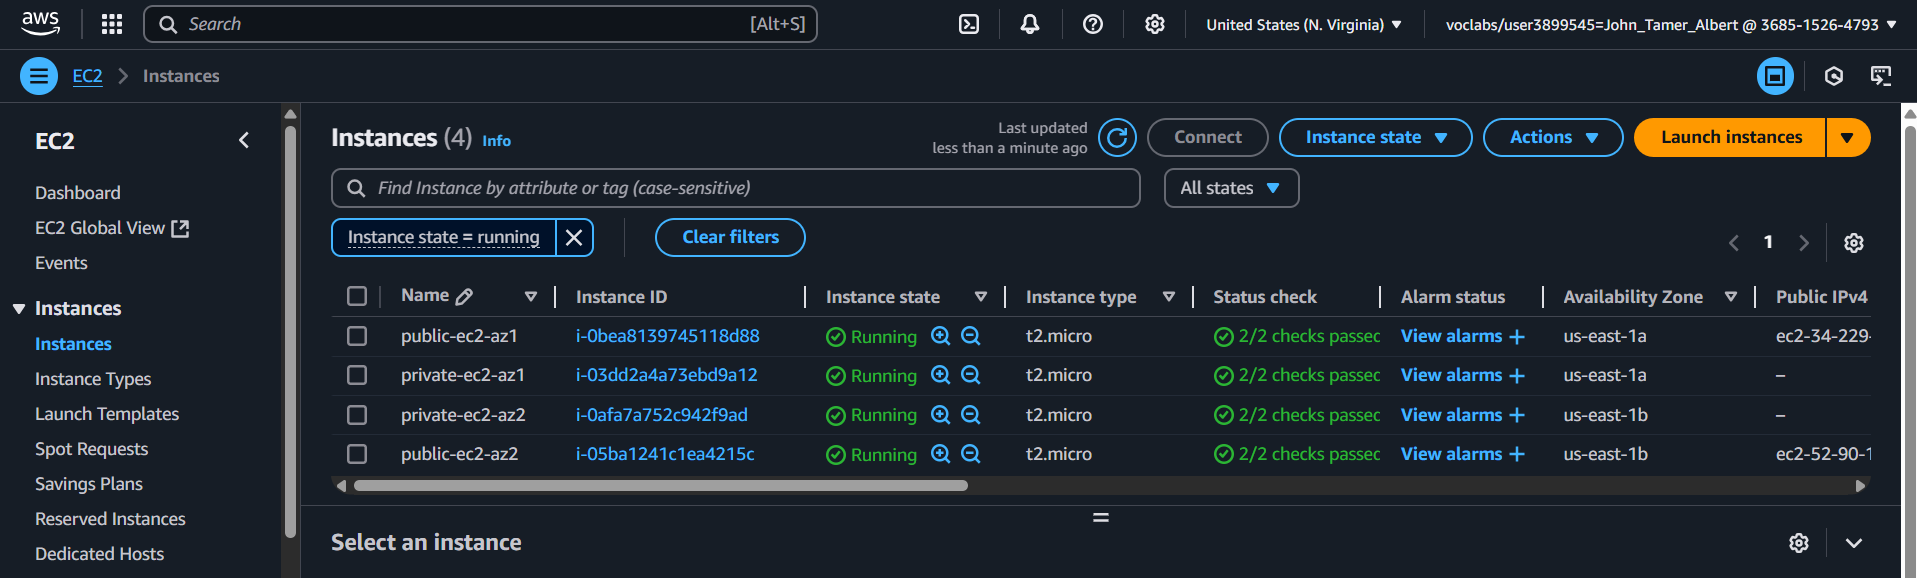 aws
Search [Alt+S]
United States (N. Virginia)
voclabs/user3899545=John_Tamer_Albert @ 3685-1526-4793
EC2 Instances
EC2
Dashboard
EC2 Global View
Events
Instances
Instances
Instance Types
Launch Templates
Spot Requests
Savings Plans
Reserved Instances
Dedicated Hosts
Instances (4) Info
Last updated
less than a minute ago
Connect
Instance state
Actions
Launch instances
Find Instance by attribute or tag (case-sensitive)
All states
Instance state = running
Clear filters
1
Name Instance ID Instance state Instance type Status check Alarm status Availability Zone Public IPv4
public-ec2-az1 i-0bea8139745118d88 Running t2.micro 2/2 checks passec View alarms + us-east-1a ec2-34-229-
private-ec2-az1 i-03dd2a4a73ebd9a12 Running t2.micro 2/2 checks passec View alarms + us-east-1a –
private-ec2-az2 i-0afa7a752c942f9ad Running t2.micro 2/2 checks passec View alarms + us-east-1b –
public-ec2-az2 i-05ba1241c1ea4215c Running t2.micro 2/2 checks passec View alarms + us-east-1b ec2-52-90-1
Select an instance